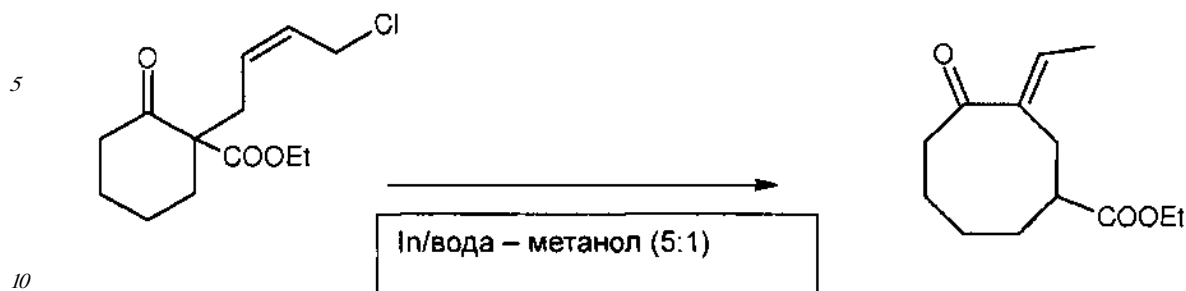 Cl
O
O
5
COOEt
COOEt
In/вода – метанол (5:1)
10